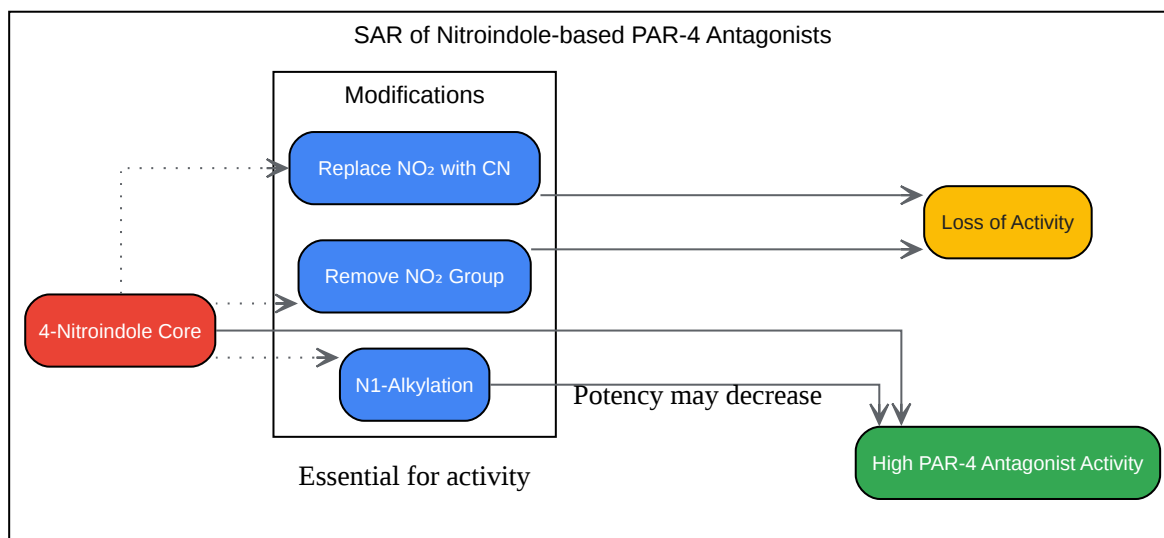 SAR of Nitroindole-based PAR-4 Antagonists
Modifications
Replace NO₂ with CN
Loss of Activity
Remove NO₂ Group
4-Nitroindole Core
N1-Alkylation
Potency may decrease
High PAR-4 Antagonist Activity
Essential for activity